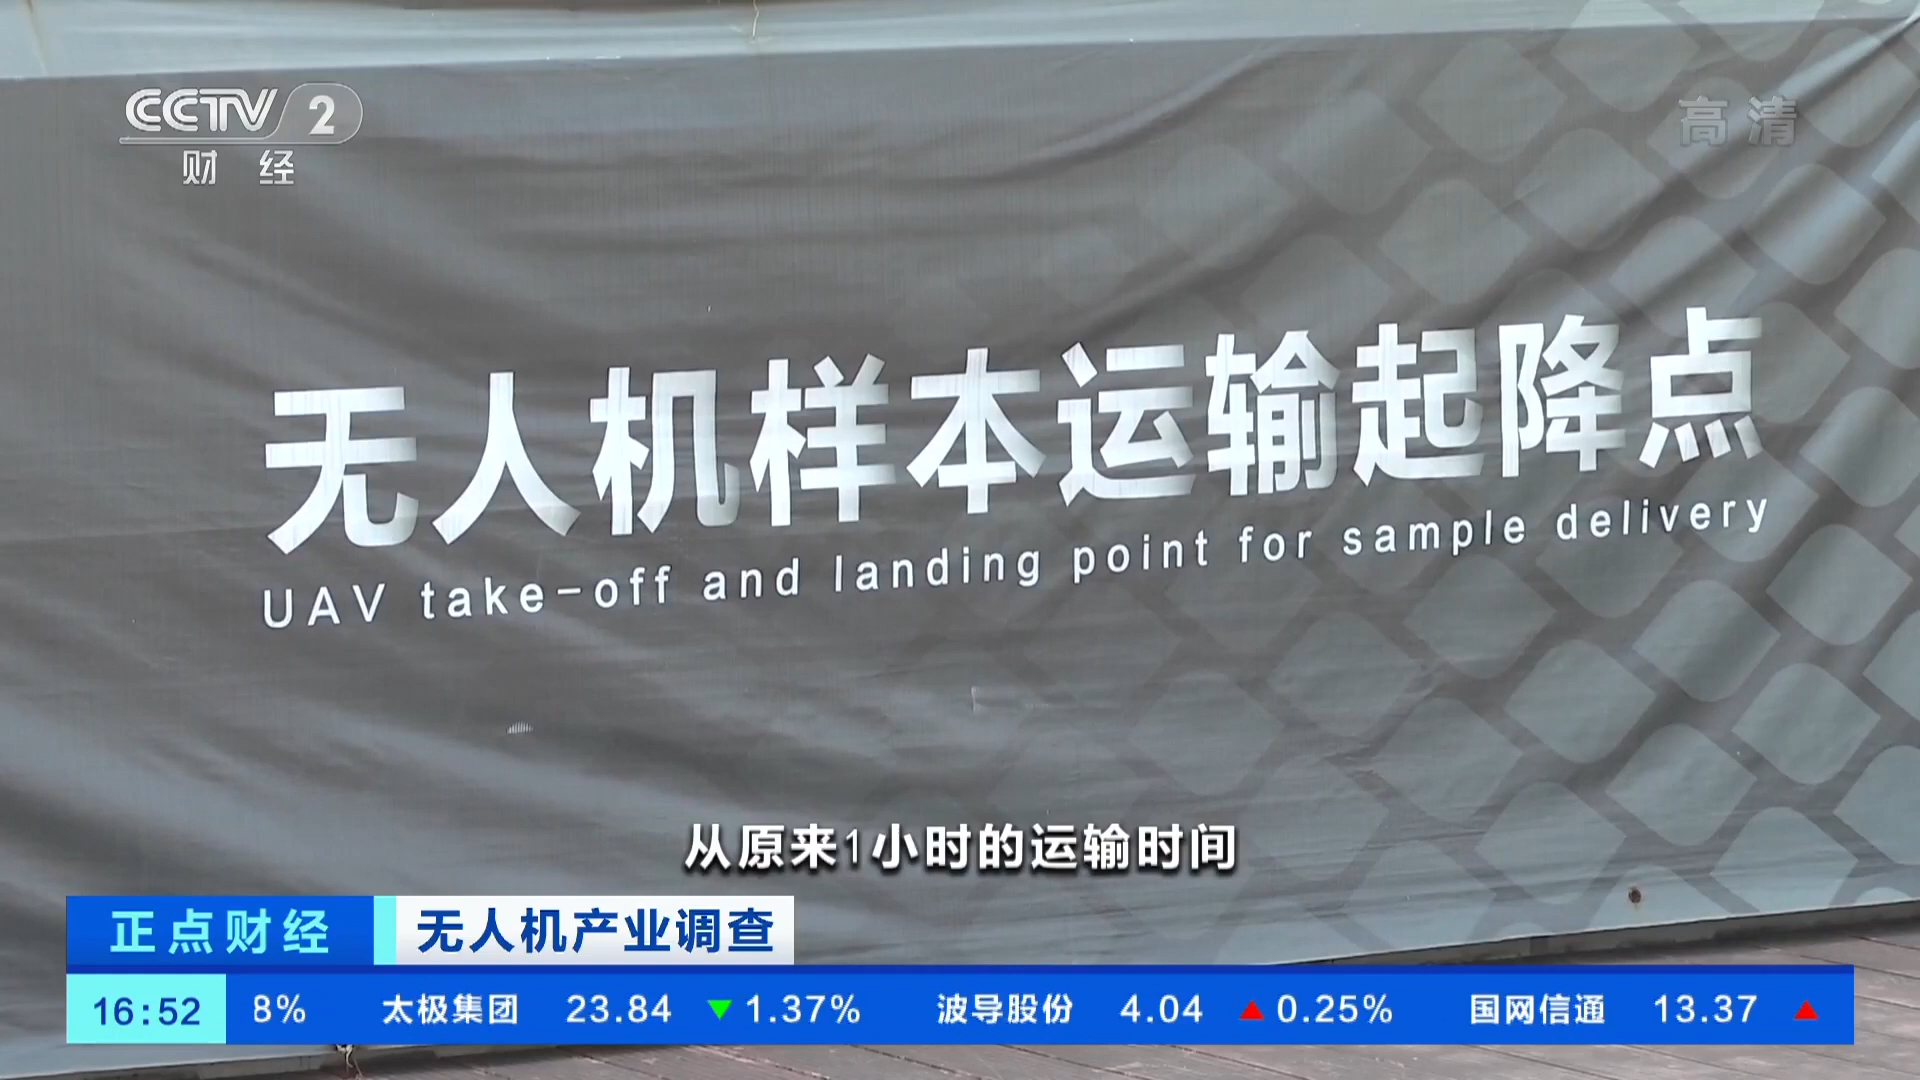 CCTV 2
财 经
高 清
无人机样本运输起降点
UAV take-off and landing point for sample delivery
从原来1小时的运输时间
正点财经 无人机产业调查
16:52 8% 太极集团 23.84 ▼1.37% 波导股份 4.04 ▲0.25% 国网信通 13.37 ▲